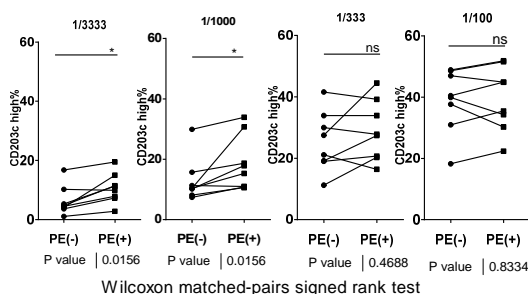 1/3333
1/1000
1/333
1/100
CD203c high%
60
40
20
0
*
PE(-) PE(+)
P value | 0.0156
CD203c high%
60
40
20
0
*
PE(-) PE(+)
P value | 0.0156
CD203c high%
60
40
20
0
ns
PE(-) PE(+)
P value | 0.4688
CD203c high%
60
40
20
0
ns
PE(-) PE(+)
P value | 0.8334
Wilcoxon matched-pairs signed rank test